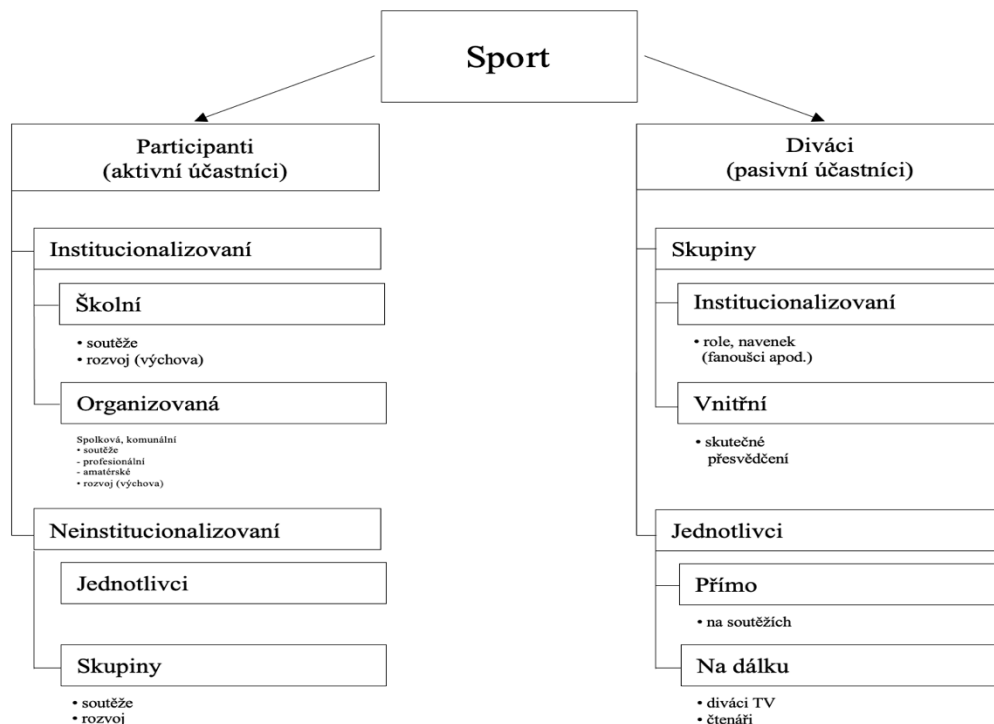 Sport
Participanti
(aktivní účastníci)
Institucionalizovaní
Školní
• soutěže
• rozvoj (výchova)
Organizovaná
Spolková, komunální
• soutěže
- profesionální
- amatérské
• rozvoj (výchova)
Neinstitucionalizovaní
Jednotlivci
Skupiny
• soutěže
• rozvoj
Diváci
(pasivní účastníci)
Skupiny
Institucionalizovaní
• role, navenek
(fanoušci apod.)
Vnitřní
• skutečné
přesvědčení
Jednotlivci
Přímo
• na soutěžích
Na dálku
• diváci TV
• čtenáři